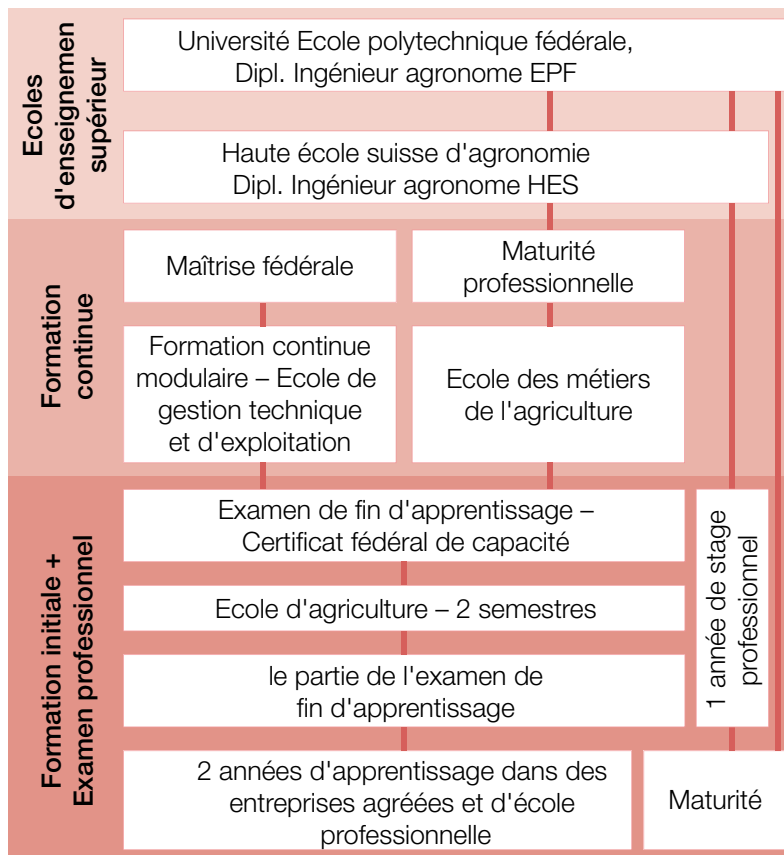 Ecoles
d'enseignemen
supérieur
Université Ecole polytechnique fédérale,
Dipl. Ingénieur agronome EPF
Haute école suisse d'agronomie
Dipl. Ingénieur agronome HES
Formation
continue
Maîtrise fédérale
Maturité
professionnelle
Formation continue
modulaire – Ecole de
gestion technique
et d'exploitation
Ecole des métiers
de l'agriculture
Formation initiale +
Examen professionnel
Examen de fin d'apprentissage –
Certificat fédéral de capacité
Ecole d'agriculture – 2 semestres
le partie de l'examen de
fin d'apprentissage
1 année de stage
professionnel
2 années d'apprentissage dans des
entreprises agréées et d'école
professionnelle
Maturité